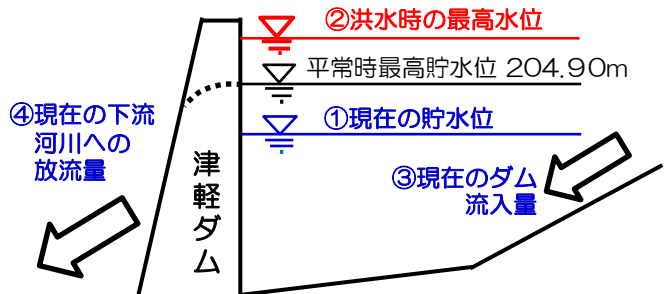 ②洪水時の最高水位
平常時最高貯水位 204.90m
①現在の貯水位
④現在の下流
河川への
放流量
津軽ダム
③現在のダム
流入量